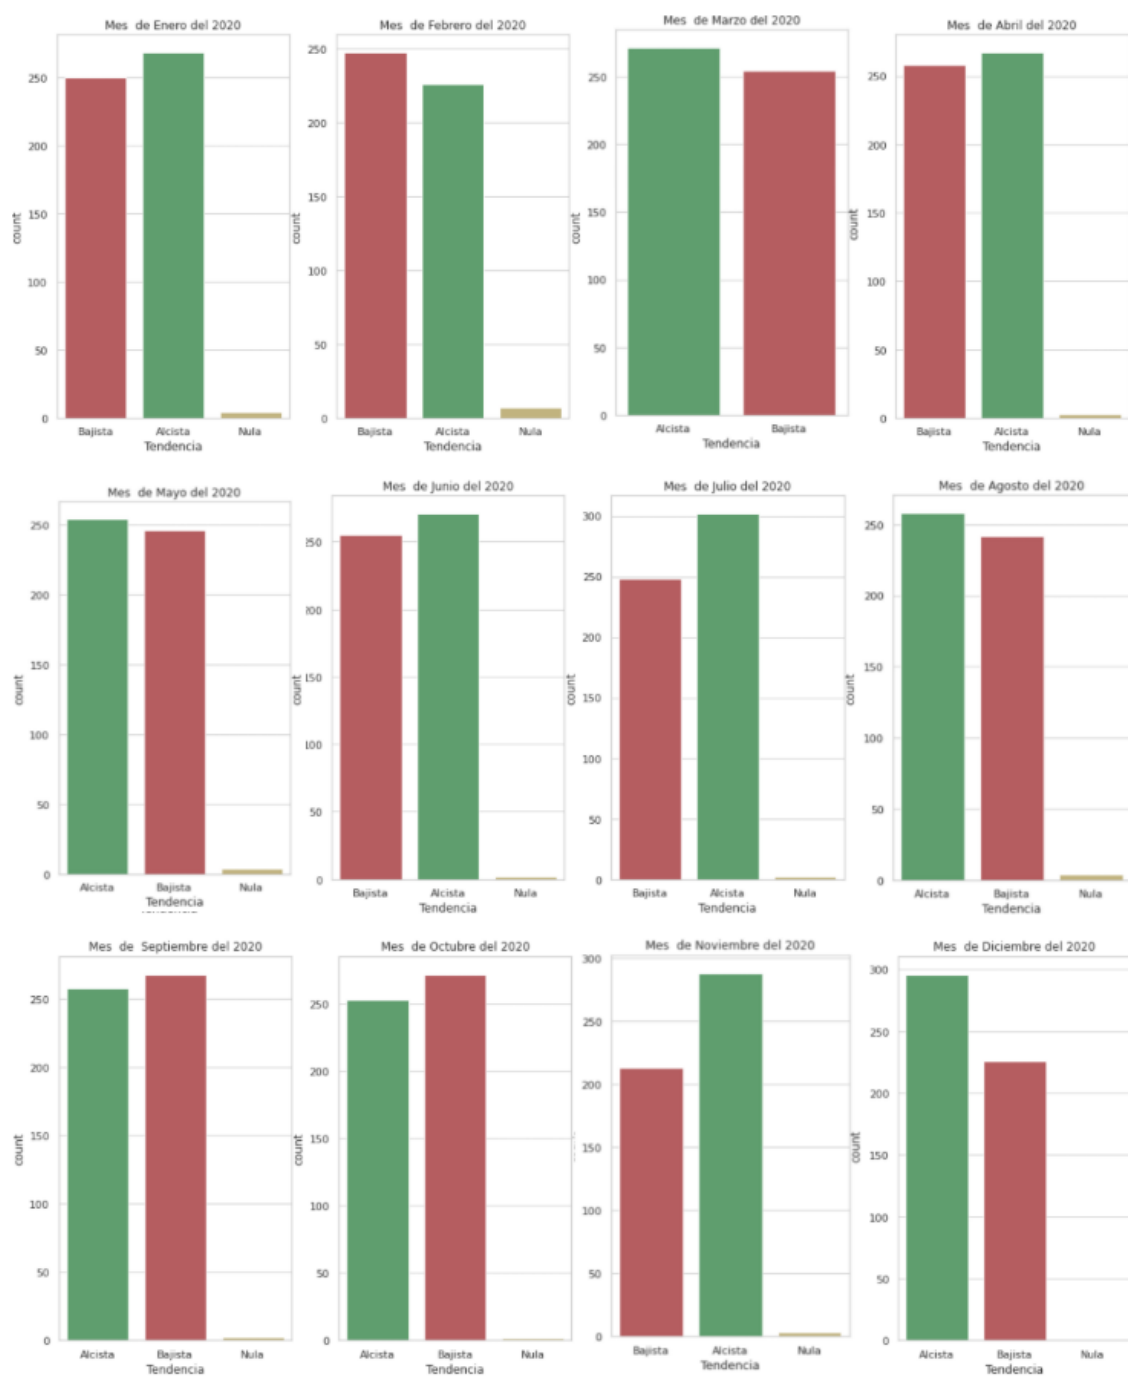 Mes de Enero del 2020
250
200
150
100
50
0
count
Bajista Alcista Nula
Tendencia
Mes de Febrero del 2020
250
200
150
100
50
0
count
Bajista Alcista Nula
Tendencia
Mes de Marzo del 2020
250
200
150
100
50
0
count
Alcista Bajista
Tendencia
Mes de Abril del 2020
250
200
150
100
50
0
count
Bajista Alcista Nula
Tendencia
Mes de Mayo del 2020
250
200
150
100
50
0
count
Alcista Bajista Nula
Tendencia
Mes de Junio del 2020
50
0
count
Bajista Alcista Nula
Tendencia
Mes de Julio del 2020
300
250
200
150
100
50
0
count
Bajista Alcista Nula
Tendencia
Mes de Agosto del 2020
250
200
150
100
50
0
count
Alcista Bajista Nula
Tendencia
Mes de Septiembre del 2020
250
200
150
100
50
0
count
Alcista Bajista Nula
Tendencia
Mes de Octubre del 2020
250
200
150
100
50
0
count
Alcista Bajista Nula
Tendencia
Mes de Noviembre del 2020
300
250
200
150
100
50
0
Bajista Alcista Nula
Tendencia
Mes de Diciembre del 2020
300
250
200
150
100
50
0
count
Alcista Bajista Nula
Tendencia